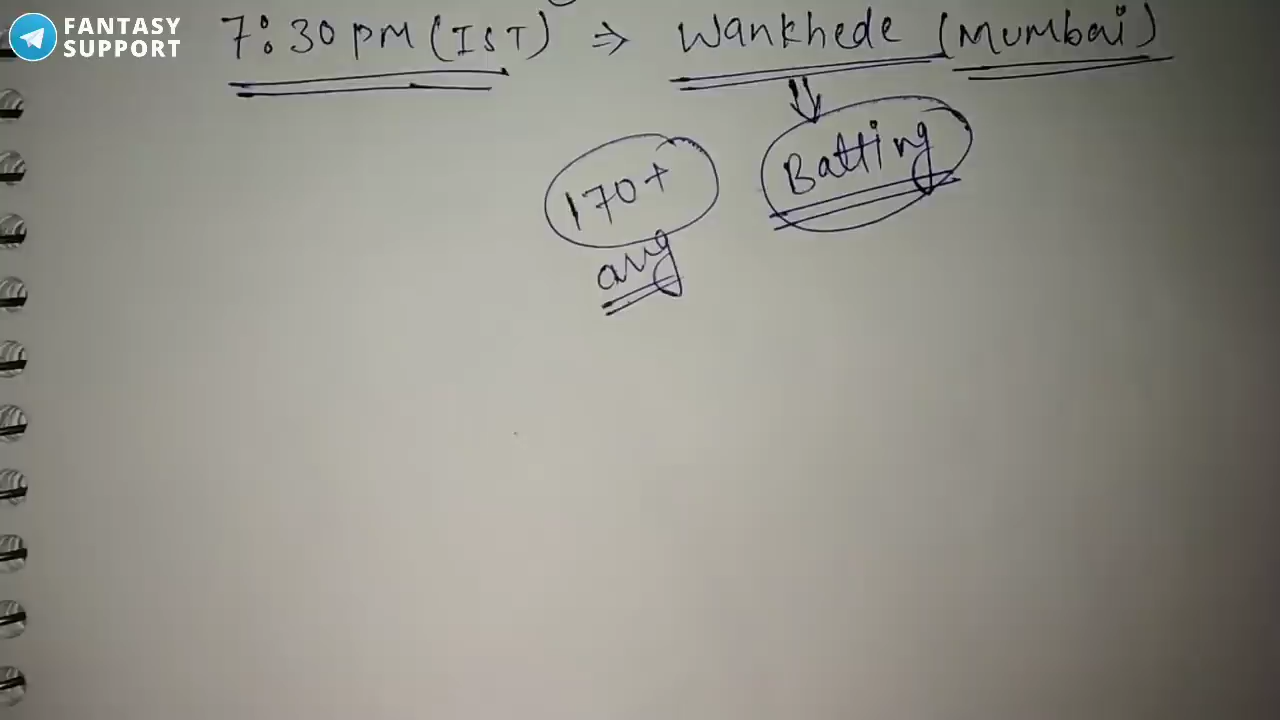 FANTASY
SUPPORT
7:30 pm (IST) ⇒ Wankhede (Mumbai)
170+ Batting
avg